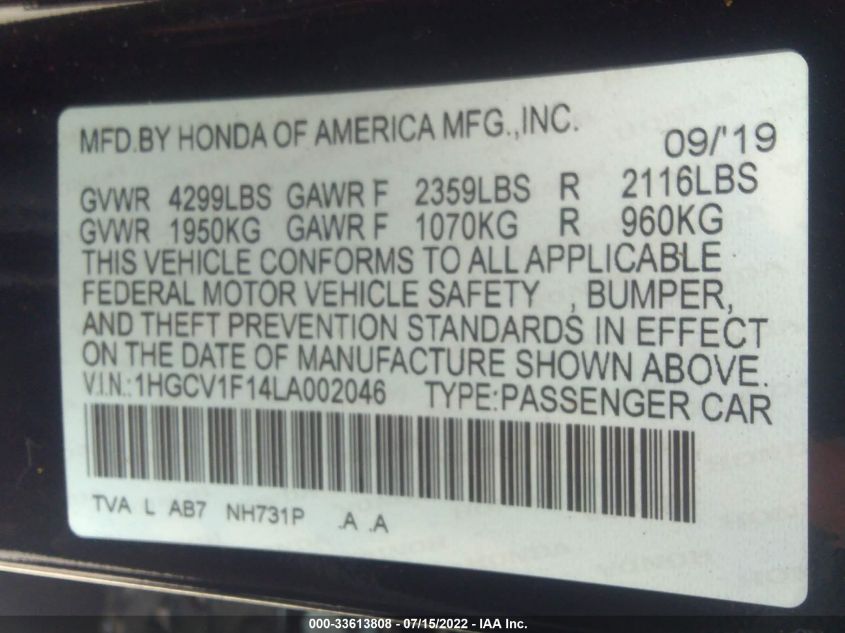 MFD.BY HONDA OF AMERICA MFG.,INC. 09/'19
GVWR 4299LBS GAWR F 2359LBS R 2116LBS
GVWR 1950KG GAWR F 1070KG R 960KG
THIS VEHICLE CONFORMS TO ALL APPLICABLE
FEDERAL MOTOR VEHICLE SAFETY , BUMPER,
AND THEFT PREVENTION STANDARDS IN EFFECT
ON THE DATE OF MANUFACTURE SHOWN ABOVE.
V.I.N.:1HGCV1F14LA002046 TYPE:PASSENGER CAR
TVA L AB7 NH731P .A .A
000-33613808 - 07/15/2022 - IAA Inc.